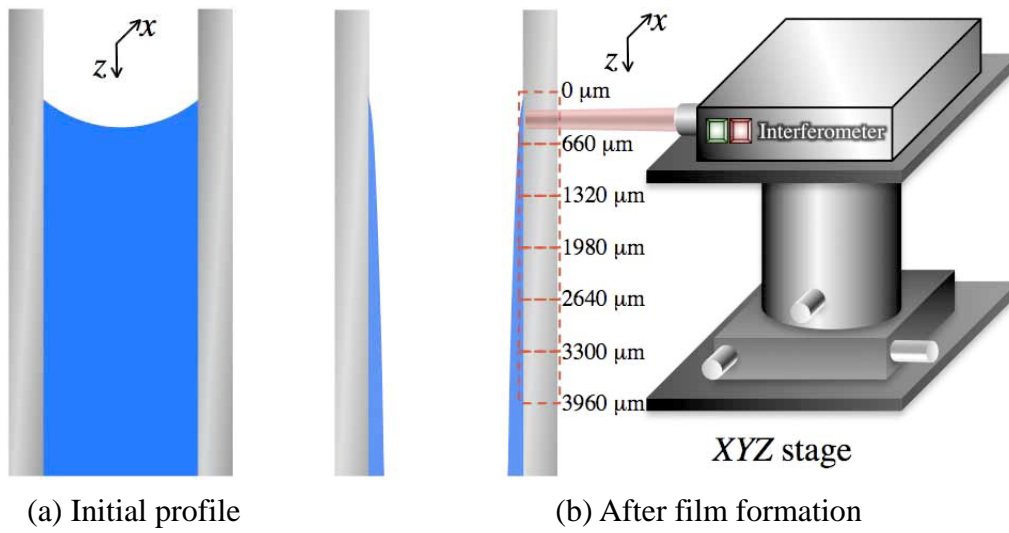 x
z
x
z
0 μm
660 μm
1320 μm
1980 μm
2640 μm
3300 μm
3960 μm
Interferometer
XYZ stage
(a) Initial profile
(b) After film formation